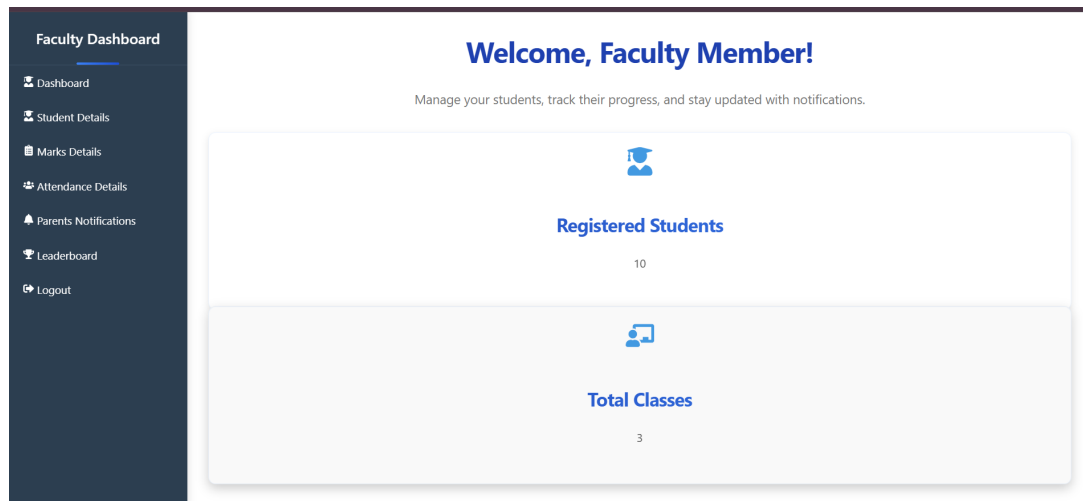 Faculty Dashboard
Dashboard
Student Details
Marks Details
Attendance Details
Parents Notifications
Leaderboard
Logout
Welcome, Faculty Member!
Manage your students, track their progress, and stay updated with notifications.
Registered Students
10
Total Classes
3